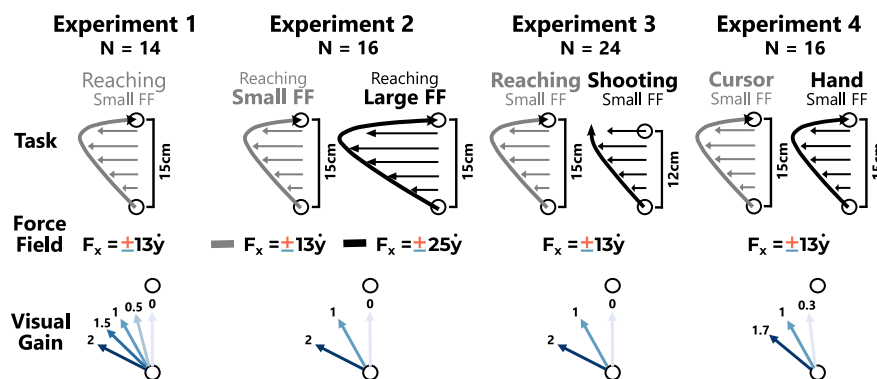 Experiment 1
N = 14
Experiment 2
N = 16
Experiment 3
N = 24
Experiment 4
N = 16
Reaching
Small FF
Reaching
Small FF
Reaching
Large FF
Reaching
Small FF
Shooting
Small FF
Cursor
Small FF
Hand
Small FF
Task
15cm
15cm
15cm
15cm
12cm
15cm
15cm
Force
Field
Fₓ = ±13ẏ
Fₓ = ±13ẏ
Fₓ = ±25ẏ
Fₓ = ±13ẏ
Fₓ = ±13ẏ
Visual
Gain
2
1.5
1
0.5
0
2
1
0
2
1
0
1.7
1
0.3